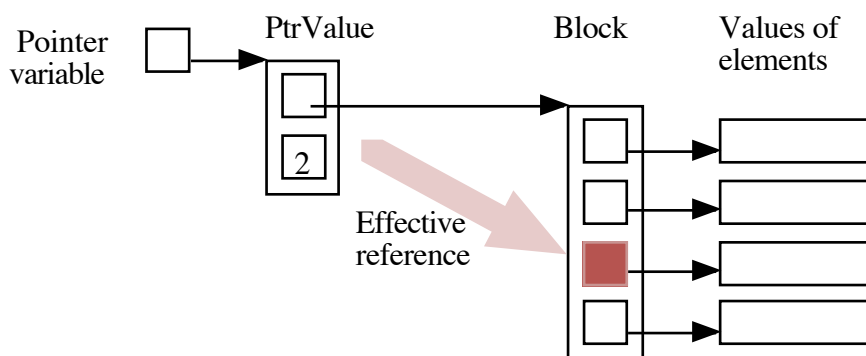 Pointer
variable
PtrValue
Block
Values of
elements
2
Effective
reference